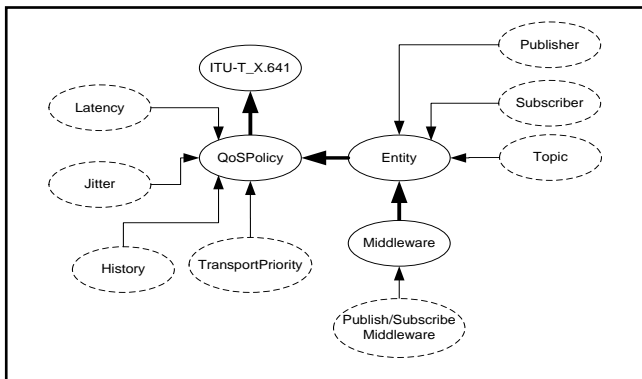 Publisher
ITU-T_X.641
Latency
Subscriber
QoSPolicy
Entity
Topic
Jitter
Middleware
History
TransportPriority
Publish/Subscribe
Middleware